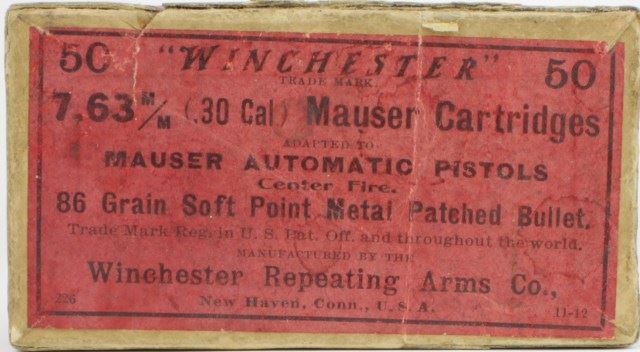 50 "WINCHESTER" 50
TRADE MARK.
7,63 M/M (.30 Cal) Mauser Cartridges
ADAPTED TO
MAUSER AUTOMATIC PISTOLS
Center Fire.
86 Grain Soft Point Metal Patched Bullet.
Trade Mark Reg. in U. S. Pat. Off. and throughout the world.
MANUFACTURED BY THE
Winchester Repeating Arms Co.,
226 New Haven, Conn., U. S. A. 11-12